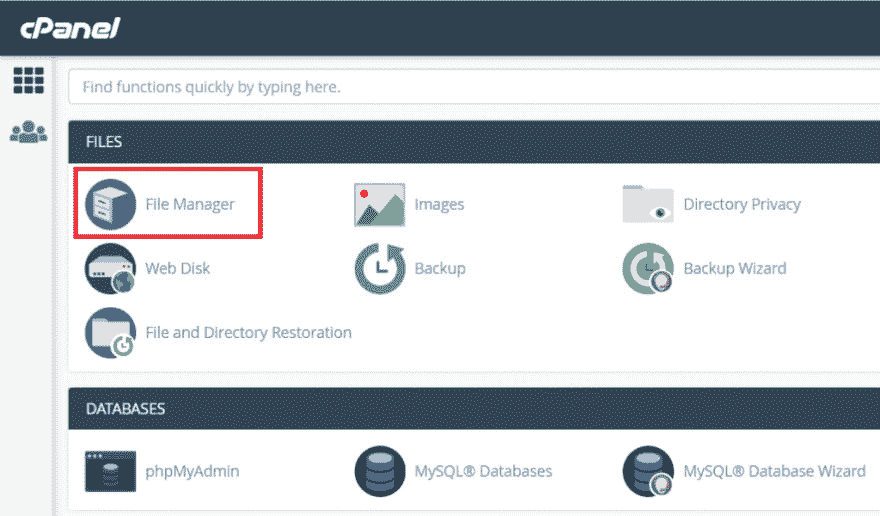 cPanel
Find functions quickly by typing here.
FILES
File Manager
Images
Directory Privacy
Web Disk
Backup
Backup Wizard
File and Directory Restoration
DATABASES
phpMyAdmin
MySQL® Databases
MySQL® Database Wizard